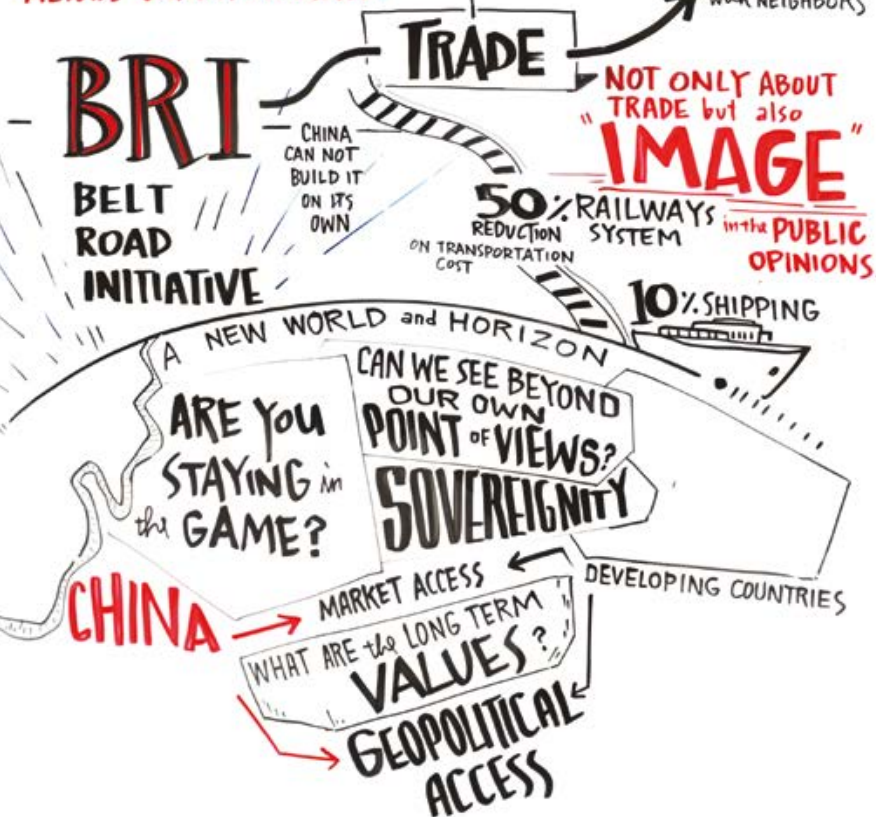 NEIGHBORS
TRADE
BRI
BELT
ROAD
INITIATIVE
CHINA
CAN NOT
BUILD IT
ON ITS
OWN
NOT ONLY ABOUT
TRADE but also
"IMAGE"
in the PUBLIC
OPINIONS
50% RAILWAYS
REDUCTION SYSTEM
ON TRANSPORTATION
COST
10% SHIPPING
A NEW WORLD and HORIZON
ARE YOU
STAYING in
the GAME?
CAN WE SEE BEYOND
OUR OWN
POINT OF VIEWS?
SOVEREIGNITY
DEVELOPING COUNTRIES
CHINA
MARKET ACCESS
WHAT ARE the LONG TERM
VALUES?
GEOPOLITICAL
ACCESS